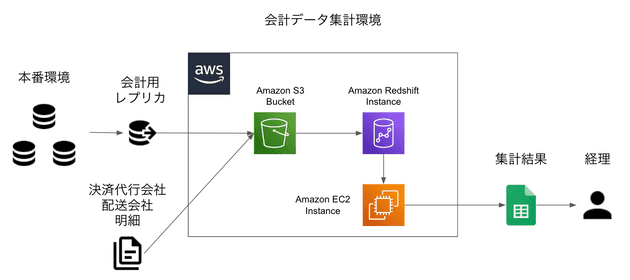 会計データ集計環境
aws
本番環境
会計用
レプリカ
Amazon S3
Bucket
Amazon Redshift
Instance
決済代行会社
配送会社
明細
Amazon EC2
Instance
集計結果
経理